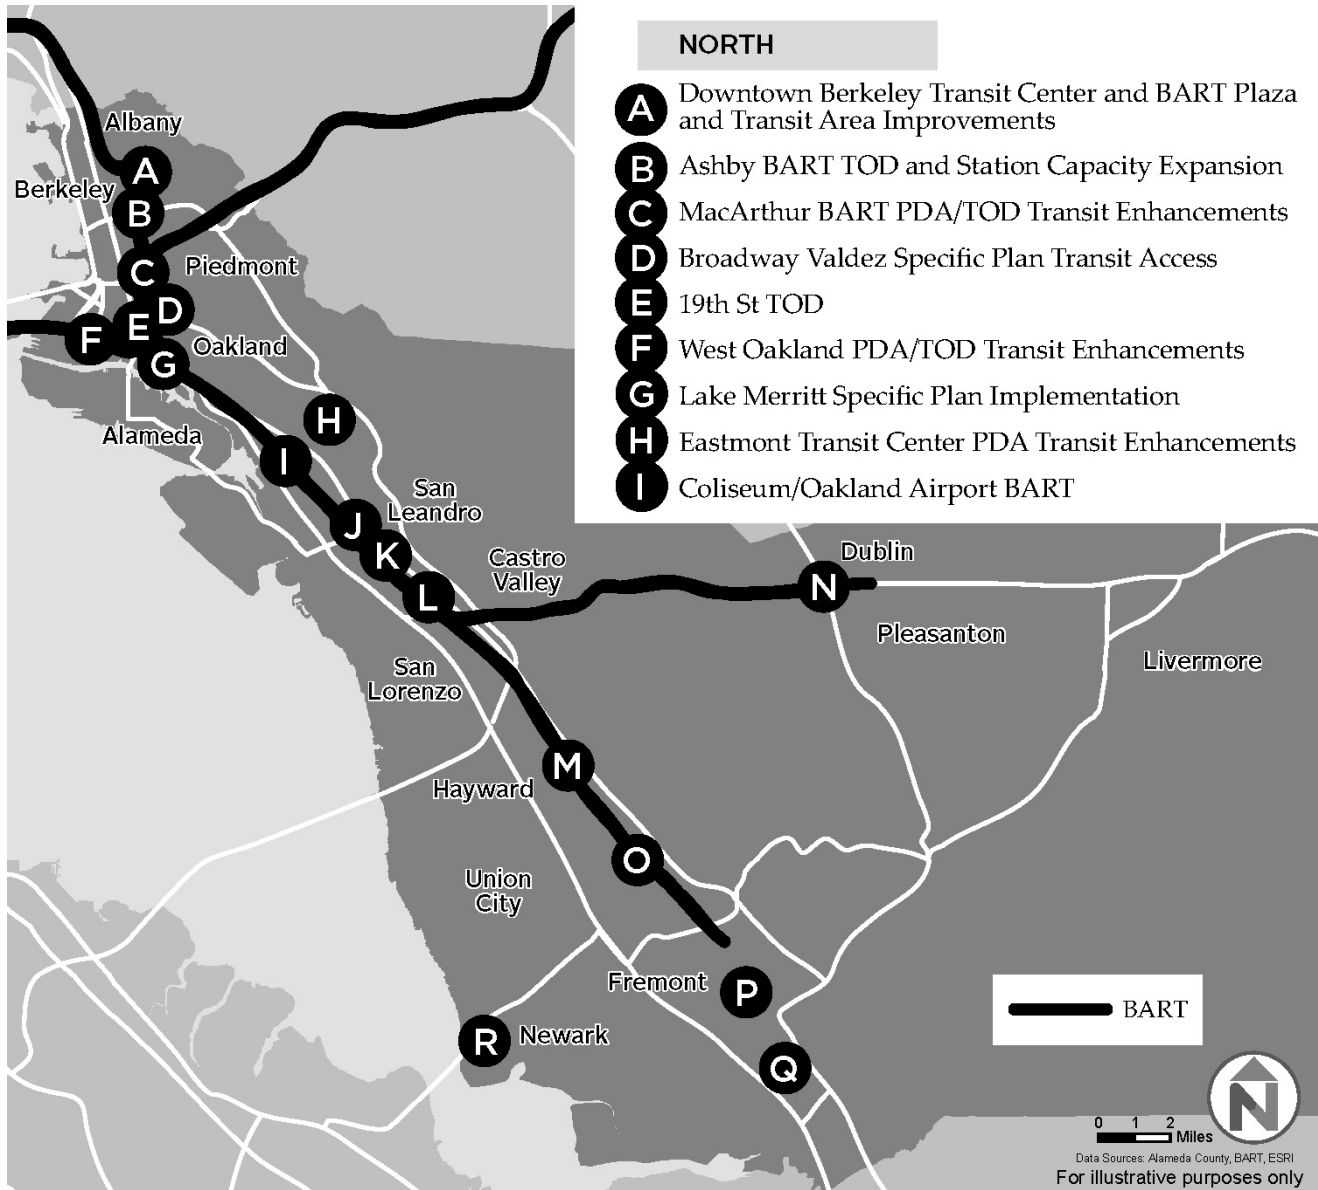 NORTH
A Downtown Berkeley Transit Center and BART Plaza
and Transit Area Improvements
B Ashby BART TOD and Station Capacity Expansion
C MacArthur BART PDA/TOD Transit Enhancements
D Broadway Valdez Specific Plan Transit Access
E 19th St TOD
F West Oakland PDA/TOD Transit Enhancements
G Lake Merritt Specific Plan Implementation
H Eastmont Transit Center PDA Transit Enhancements
I Coliseum/Oakland Airport BART
Albany
A
Berkeley
B
C
Piedmont
D
E
F
Oakland
G
H
Alameda
I
San
Leandro
J
K
Castro
Valley
L
Dublin
N
Pleasanton
Livermore
San
Lorenzo
M
Hayward
O
Union
City
Fremont
P
R
Newark
Q
BART
N
0 1 2
Miles
Data Sources: Alameda County, BART, ESRI
For illustrative purposes only